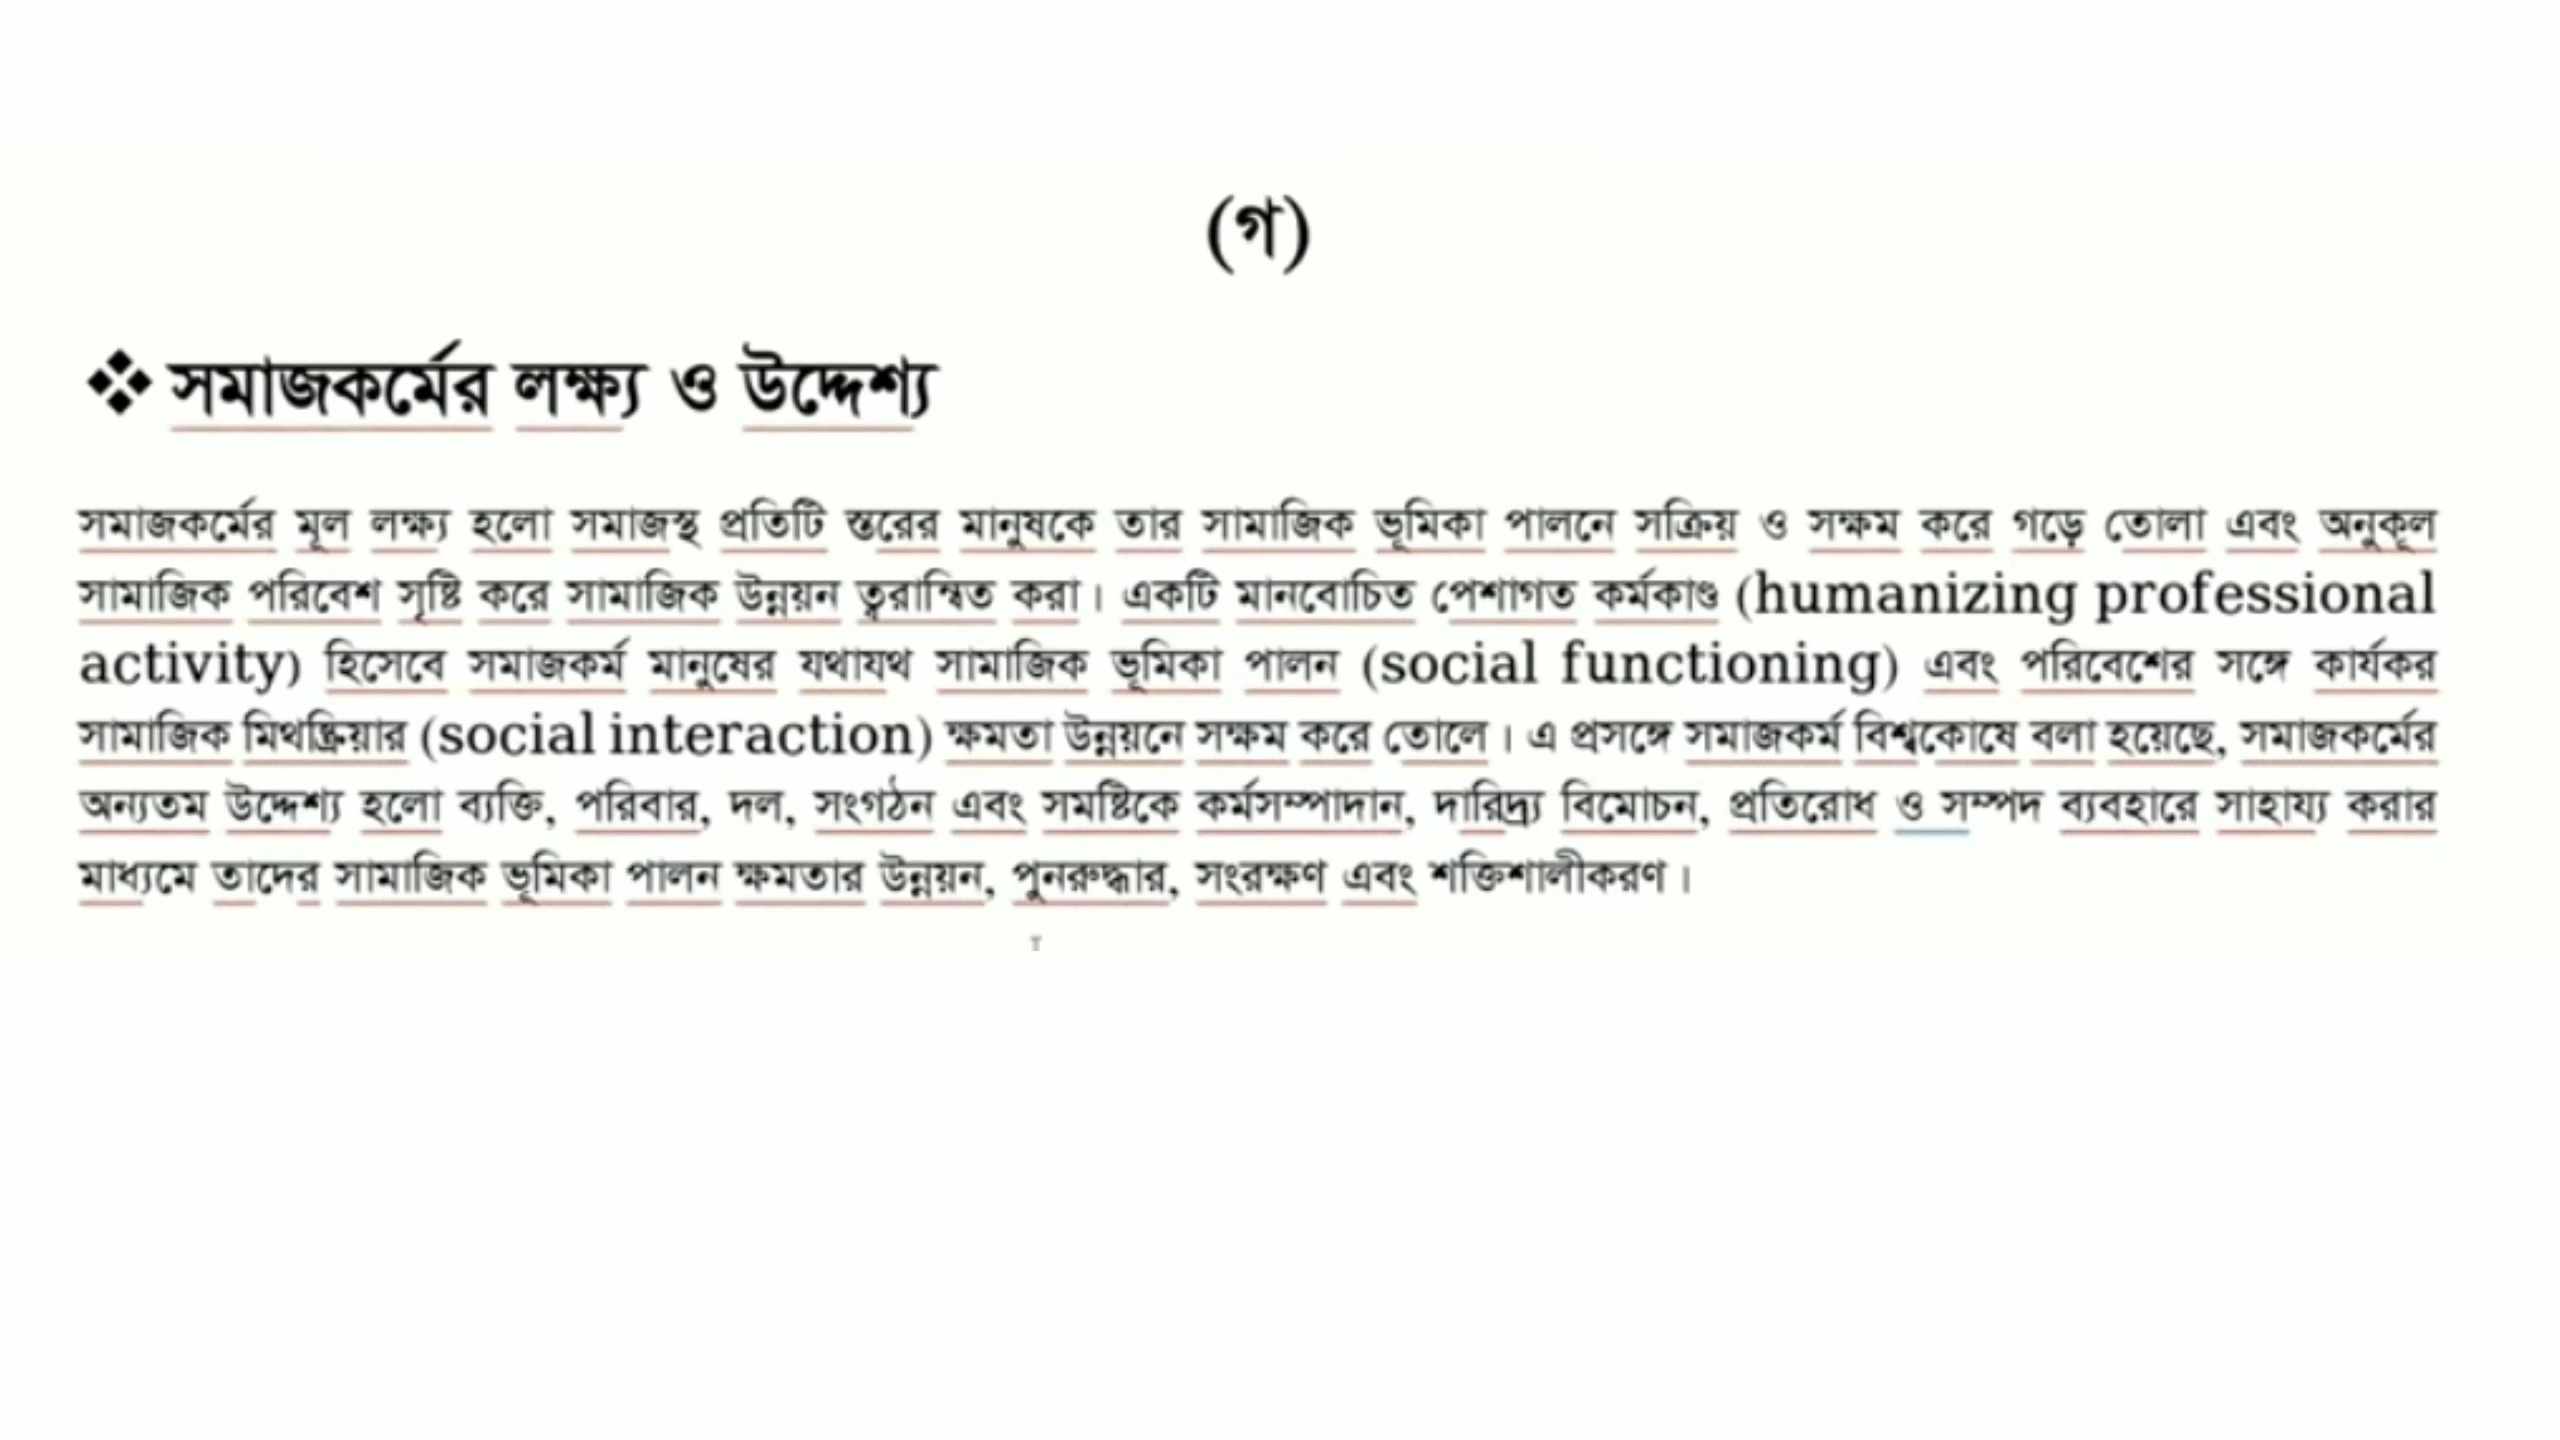 (গ)
❖ সমাজকর্মের লক্ষ্য ও উদ্দেশ্য
সমাজকর্মের মূল লক্ষ্য হলো সমাজস্থ প্রতিটি স্তরের মানুষকে তার সামাজিক ভূমিকা পালনে সক্রিয় ও সক্ষম করে গড়ে তোলা এবং অনুকূল
সামাজিক পরিবেশ সৃষ্টি করে সামাজিক উন্নয়ন ত্বরান্বিত করা। একটি মানবোচিত পেশাগত কর্মকাণ্ড (humanizing professional
activity) হিসেবে সমাজকর্ম মানুষের যথাযথ সামাজিক ভূমিকা পালন (social functioning) এবং পরিবেশের সঙ্গে কার্যকর
সামাজিক মিথষ্ক্রিয়ার (social interaction) ক্ষমতা উন্নয়নে সক্ষম করে তোলে। এ প্রসঙ্গে সমাজকর্ম বিশ্বকোষে বলা হয়েছে, সমাজকর্মের
অন্যতম উদ্দেশ্য হলো ব্যক্তি, পরিবার, দল, সংগঠন এবং সমষ্টিকে কর্মসম্পাদান, দারিদ্র্য বিমোচন, প্রতিরোধ ও সম্পদ ব্যবহারে সাহায্য করার
মাধ্যমে তাদের সামাজিক ভূমিকা পালন ক্ষমতার উন্নয়ন, পুনরুদ্ধার, সংরক্ষণ এবং শক্তিশালীকরণ।